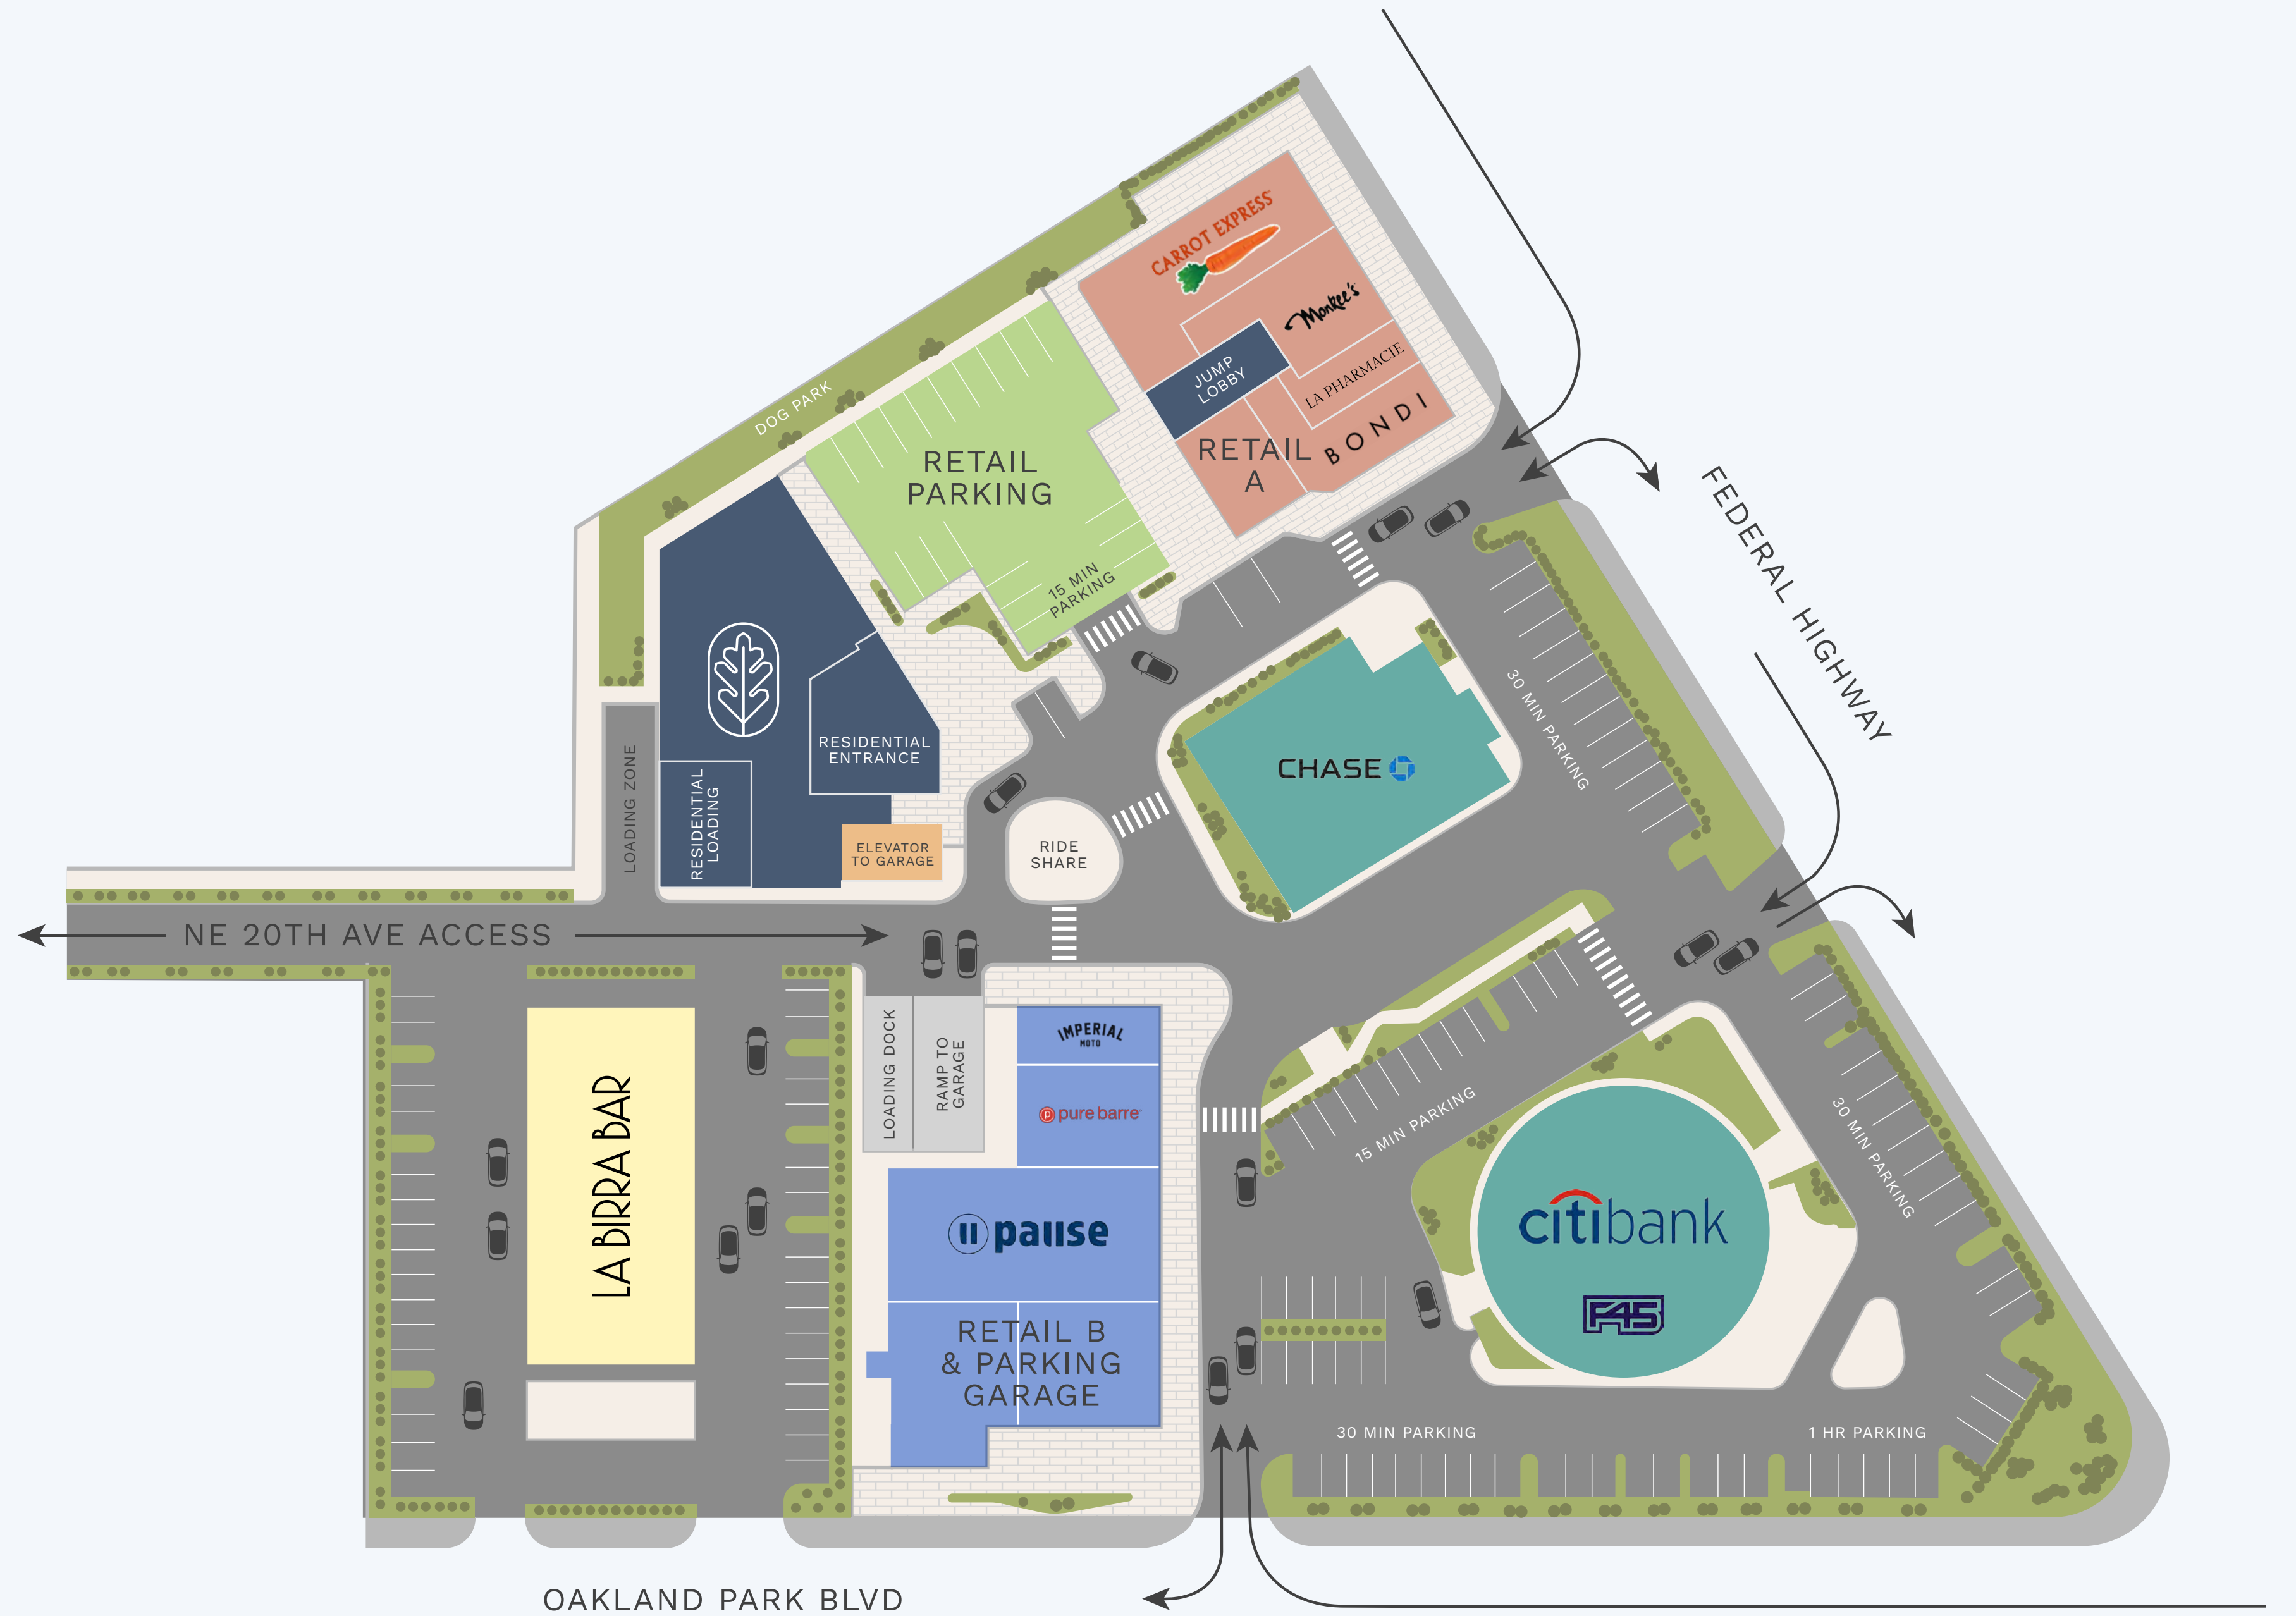 CARROT EXPRESS
Monkee's
JUMP
LOBBY
LA PHARMACIE
BONDI
RETAIL
A
DOG PARK
RETAIL
PARKING
15 MIN
PARKING
FEDERAL HIGHWAY
30 MIN PARKING
CHASE
RESIDENTIAL
ENTRANCE
LOADING ZONE
RESIDENTIAL
LOADING
ELEVATOR
TO GARAGE
RIDE
SHARE
NE 20TH AVE ACCESS
LA BIRRA BAR
LOADING DOCK
RAMP TO
GARAGE
IMPERIAL
MOTO
p pure barre
pause
RETAIL B
& PARKING
GARAGE
15 MIN PARKING
30 MIN PARKING
citibank
F45
30 MIN PARKING
1 HR PARKING
OAKLAND PARK BLVD